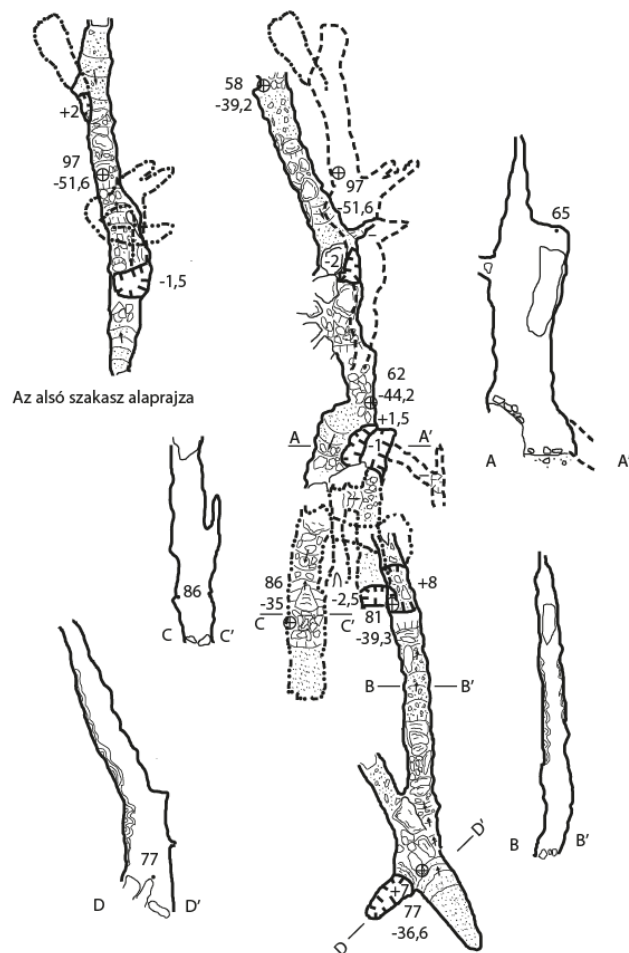 +2
97
-51,6
-1,5
Az alsó szakasz alaprajza
58
-39,2
97
-51,6
-2
62
-44,2
+1,5
A
-1
A'
65
A
A'
86
C
C'
86
-35
C
C'
-2,5
81
-39,3
+8
B
B'
B
B'
77
D
D'
D'
+7
77
-36,6
D